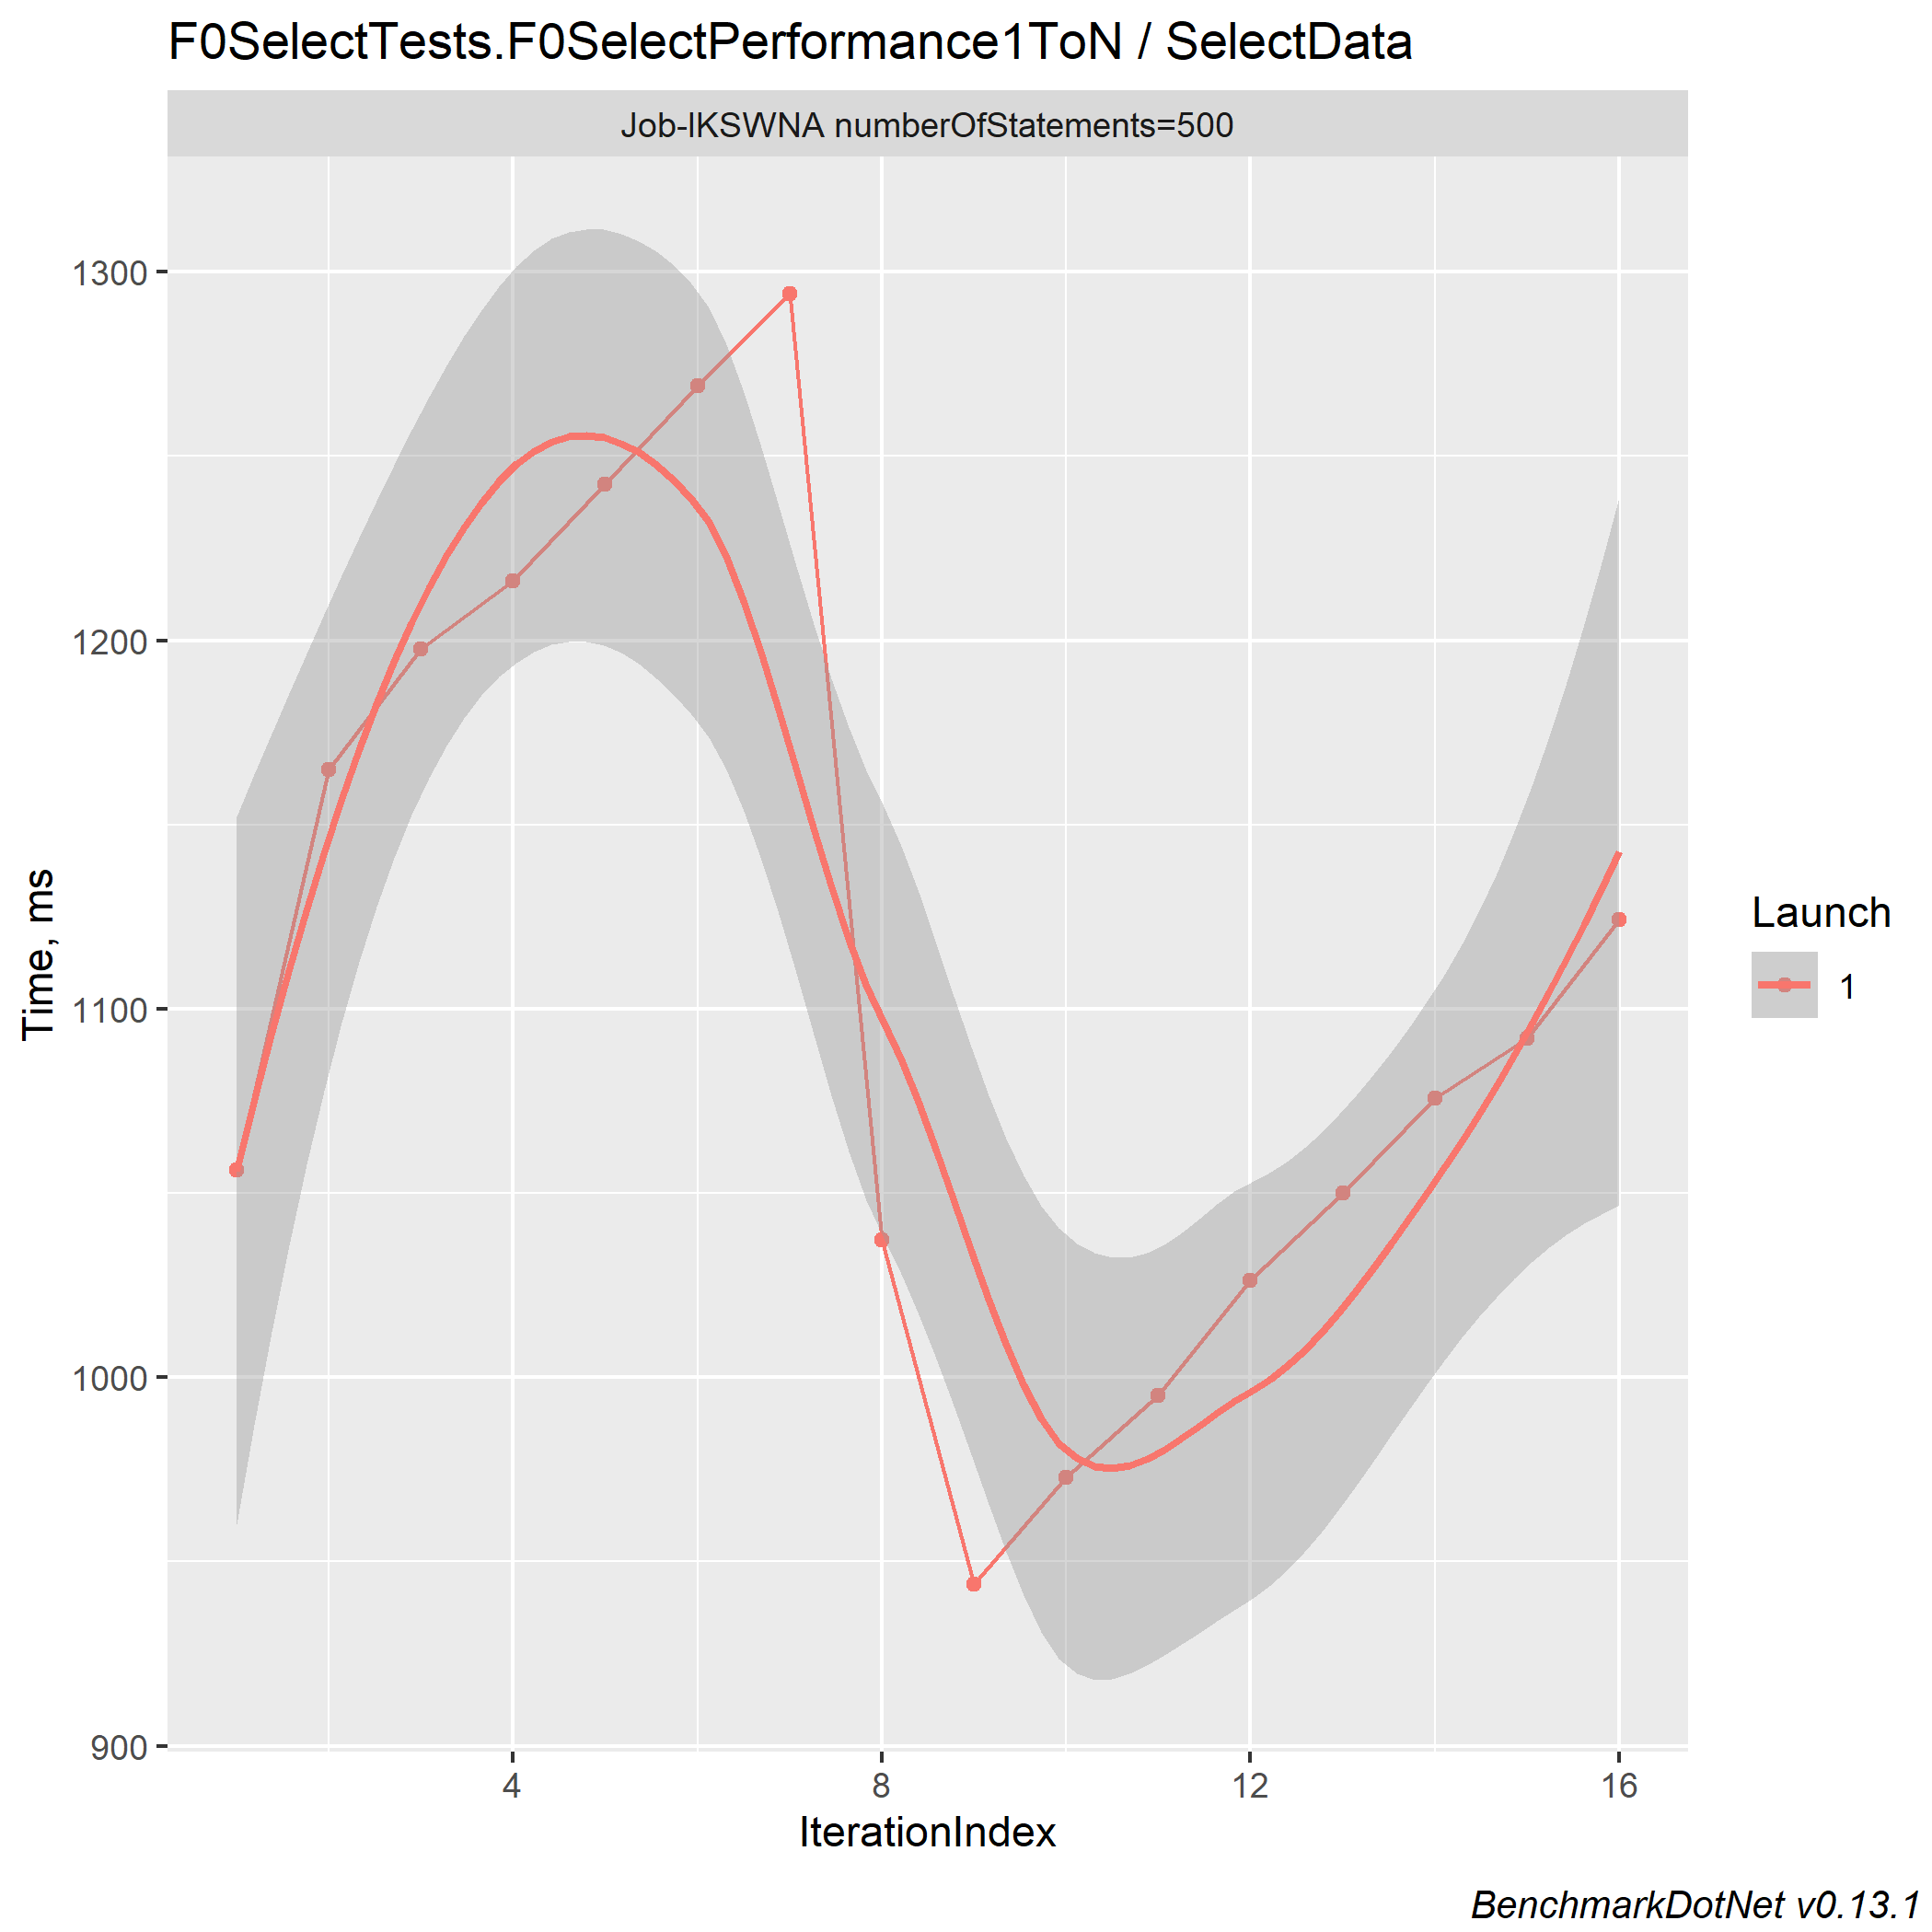 F0SelectTests.F0SelectPerformance1ToN / SelectData
Job-IKSWNA numberOfStatements=500
1300
1200
1100
1000
900
Time, ms
4 8 12 16
IterationIndex
Launch
1
BenchmarkDotNet v0.13.1